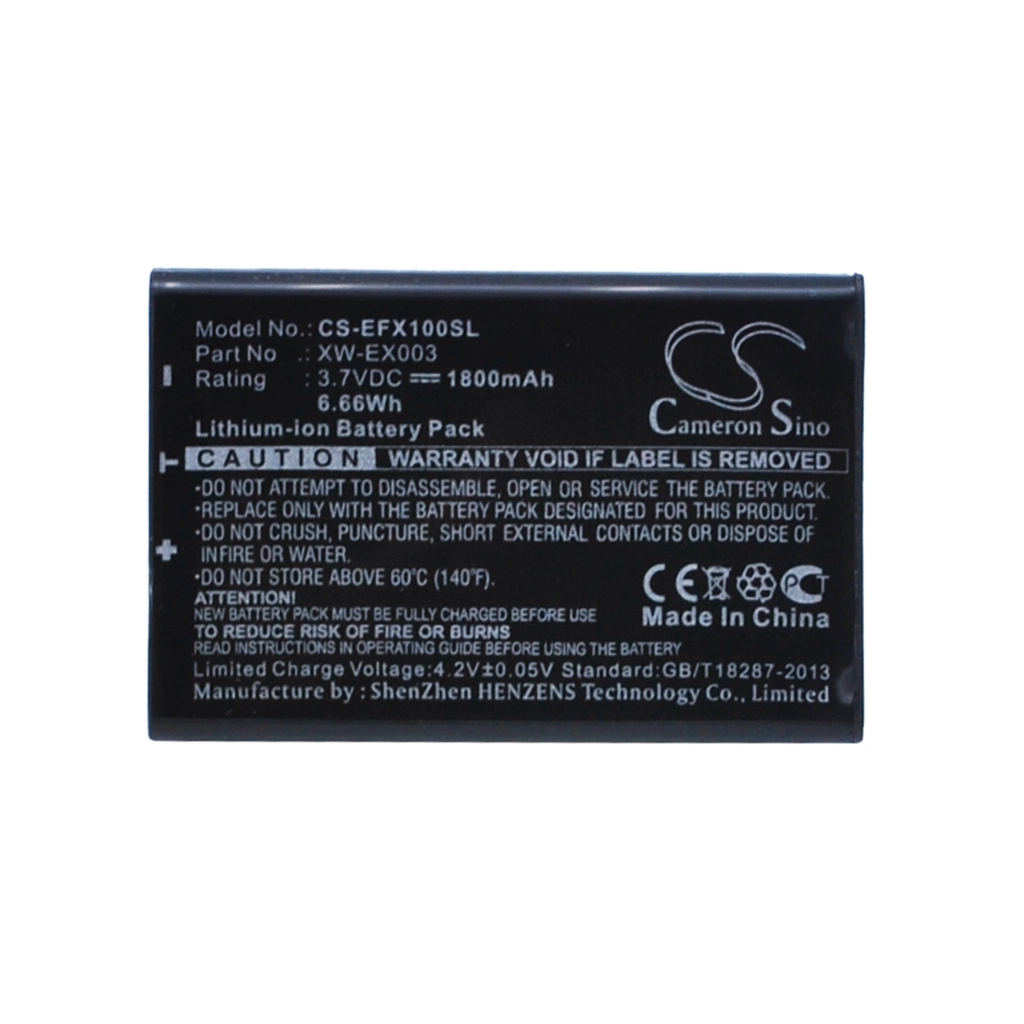 Model No.: CS-EFX100SL
Part No .: XW-EX003
Rating : 3.7VDC 1800mAh
6.66Wh
Lithium-ion Battery Pack
CS
Cameron Sino
CAUTION WARRANTY VOID IF LABEL IS REMOVED
•DO NOT ATTEMPT TO DISASSEMBLE, OPEN OR SERVICE THE BATTERY PACK.
•REPLACE ONLY WITH THE BATTERY PACK DESIGNATED FOR THIS PRODUCT.
•DO NOT CRUSH, PUNCTURE, SHORT EXTERNAL CONTACTS OR DISPOSE OF
INFIRE OR WATER.
•DO NOT STORE ABOVE 60°C (140°F).
ATTENTION!
NEW BATTERY PACK MUST BE FULLY CHARGED BEFORE USE
TO REDUCE RISK OF FIRE OR BURNS
READ INSTRUCTIONS IN OPERATING GUIDE BEFORE USING THE BATTERY
CE PCT
Made In China
Limited Charge Voltage:4.2V±0.05V Standard:GB/T18287-2013
Manufacture by : ShenZhen HENZENS Technology Co., Limited
- T +